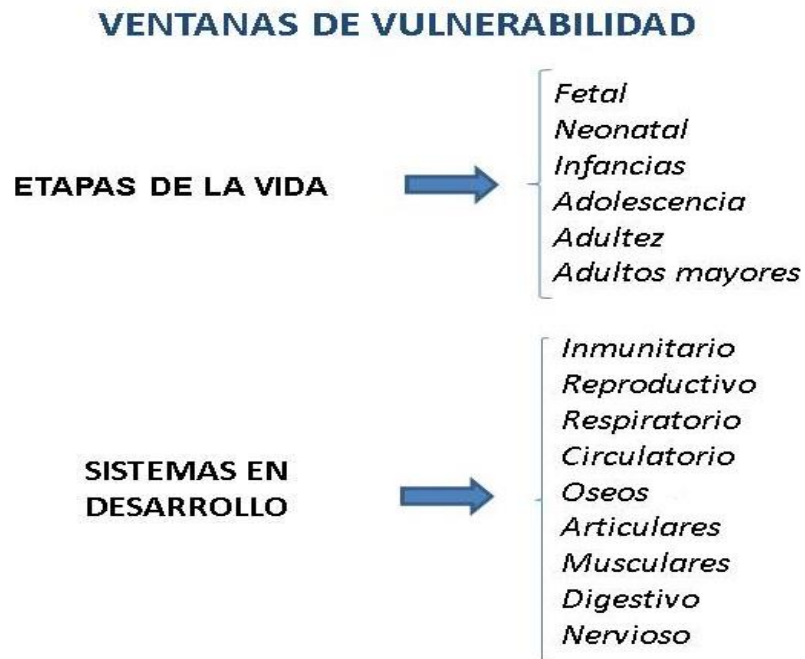 VENTANAS DE VULNERABILIDAD
ETAPAS DE LA VIDA
Fetal
Neonatal
Infancias
Adolescencia
Adultez
Adultos mayores
SISTEMAS EN
DESARROLLO
Inmunitario
Reproductivo
Respiratorio
Circulatorio
Oseos
Articulares
Musculares
Digestivo
Nervioso